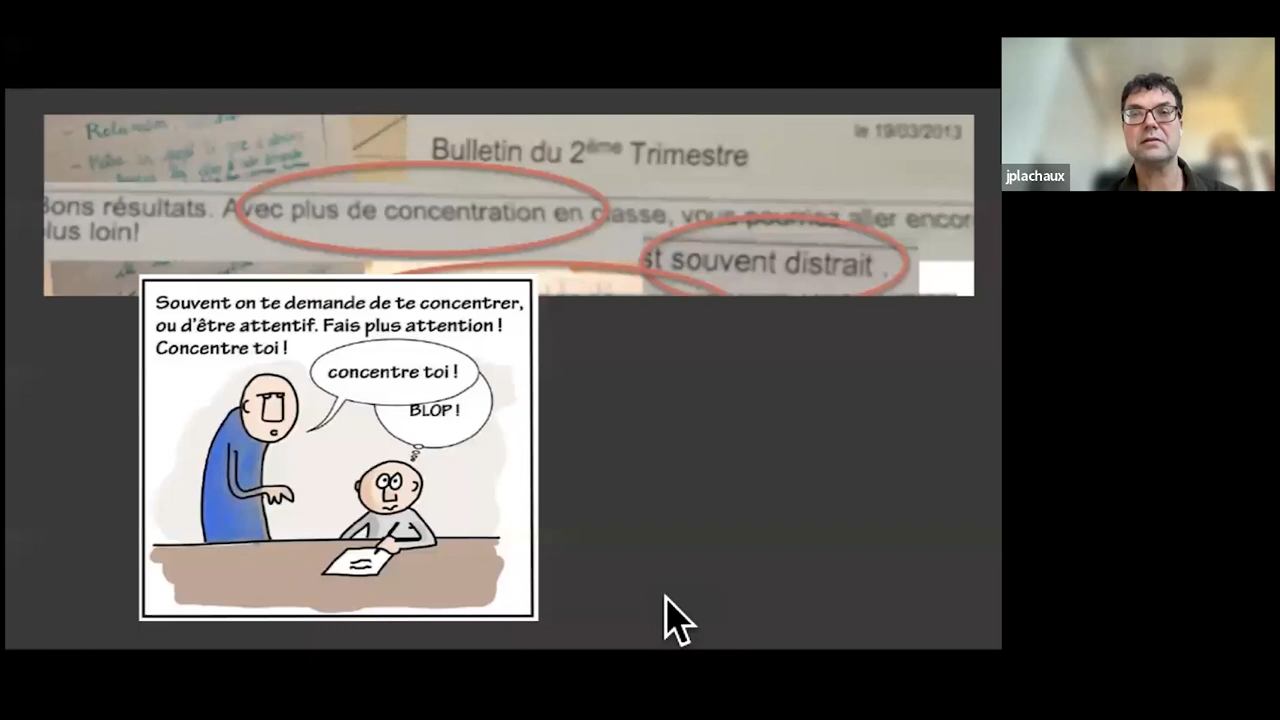 le 19/03/2013
Bulletin du 2ème Trimestre
Bons résultats. Avec plus de concentration en classe, vous pourriez aller encor
plus loin!
st souvent distrait .
Souvent on te demande de te concentrer,
ou d'être attentif. Fais plus attention !
Concentre toi !
concentre toi !
BLOP !
jplachaux